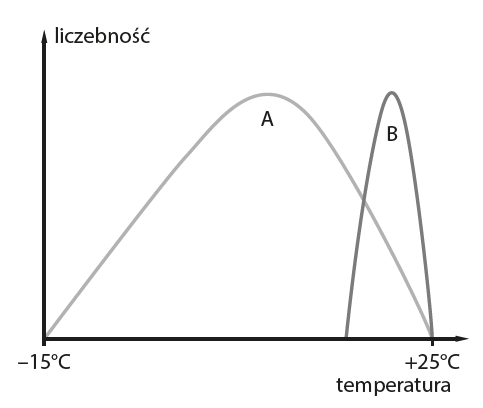 liczebność
A
B
–15°C
+25°C
temperatura